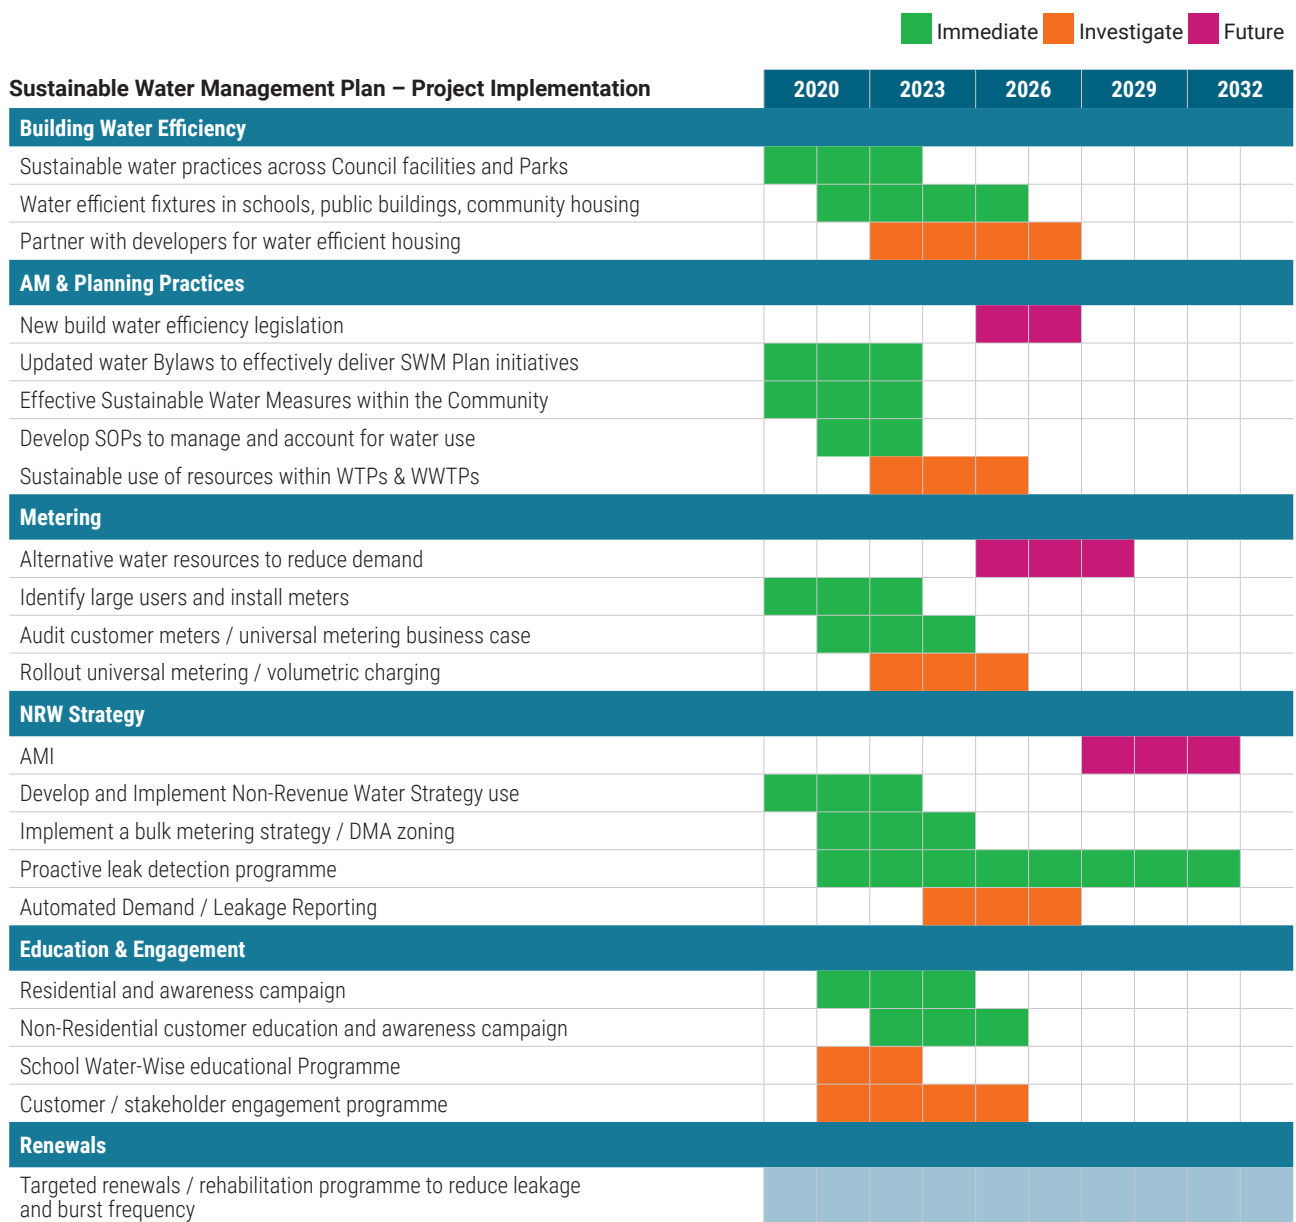 Immediate Investigate Future
Sustainable Water Management Plan – Project Implementation 2020 2023 2026 2029 2032
Building Water Efficiency
Sustainable water practices across Council facilities and Parks
Water efficient fixtures in schools, public buildings, community housing
Partner with developers for water efficient housing
AM & Planning Practices
New build water efficiency legislation
Updated water Bylaws to effectively deliver SWM Plan initiatives
Effective Sustainable Water Measures within the Community
Develop SOPs to manage and account for water use
Sustainable use of resources within WTPs & WWTPs
Metering
Alternative water resources to reduce demand
Identify large users and install meters
Audit customer meters / universal metering business case
Rollout universal metering / volumetric charging
NRW Strategy
AMI
Develop and Implement Non-Revenue Water Strategy use
Implement a bulk metering strategy / DMA zoning
Proactive leak detection programme
Automated Demand / Leakage Reporting
Education & Engagement
Residential and awareness campaign
Non-Residential customer education and awareness campaign
School Water-Wise educational Programme
Customer / stakeholder engagement programme
Renewals
Targeted renewals / rehabilitation programme to reduce leakage
and burst frequency